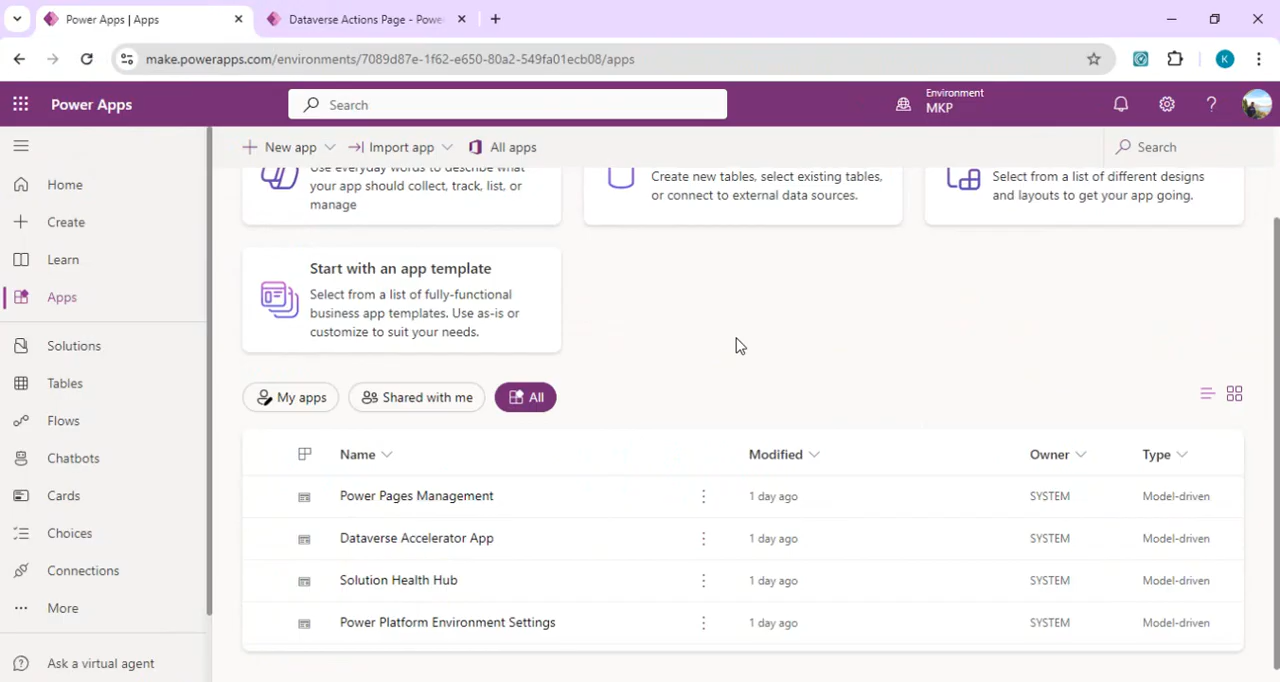 Power Apps | Apps
Dataverse Actions Page - Powe
make.powerapps.com/environments/7089d87e-1f62-e650-80a2-549fa01ecb08/apps
K
Power Apps
Search
Environment
MKP
New app
Import app
All apps
Search
Home
Create
Learn
Apps
Solutions
Tables
Flows
Chatbots
Cards
Choices
Connections
More
Ask a virtual agent
Use everyday words to describe what
your app should collect, track, list, or
manage
Create new tables, select existing tables,
or connect to external data sources.
Select from a list of different designs
and layouts to get your app going.
Start with an app template
Select from a list of fully-functional
business app templates. Use as-is or
customize to suit your needs.
My apps
Shared with me
All
Name Modified Owner Type
Power Pages Management 1 day ago SYSTEM Model-driven
Dataverse Accelerator App 1 day ago SYSTEM Model-driven
Solution Health Hub 1 day ago SYSTEM Model-driven
Power Platform Environment Settings 1 day ago SYSTEM Model-driven